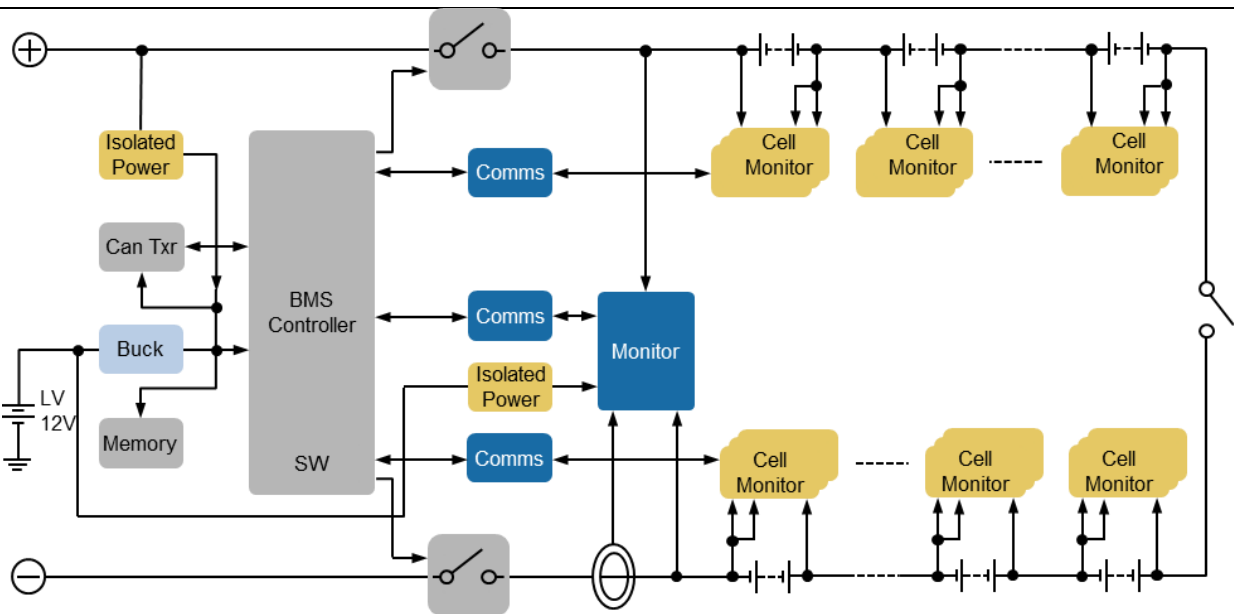 Isolated
Power
Can Txr
Buck
LV
12V
Memory
BMS
Controller
SW
Comms
Comms
Isolated
Power
Comms
Monitor
Cell
Monitor
Cell
Monitor
Cell
Monitor
Cell
Monitor
Cell
Monitor
Cell
Monitor